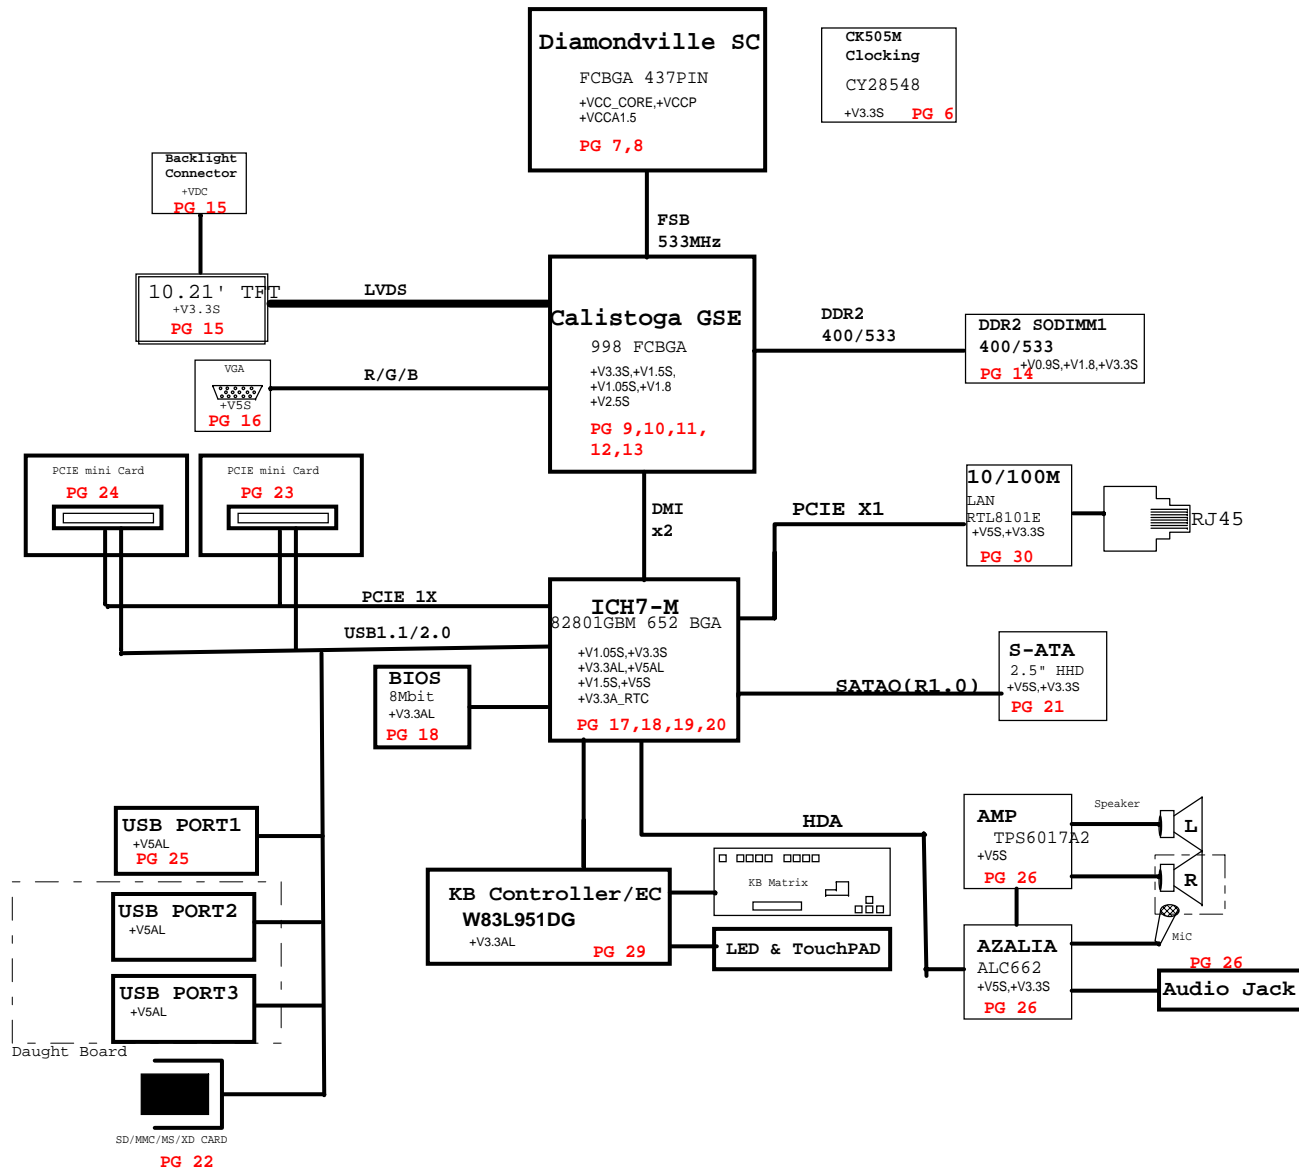 Diamondville SC
FCBGA 437PIN
+VCC_CORE,+VCCP
+VCCA1.5
PG 7,8
CK505M
Clocking
CY28548
+V3.3S PG 6
Backlight
Connector
+VDC
PG 15
FSB
533MHz
10.21' TFT
+V3.3S
PG 15
LVDS
Calistoga GSE
998 FCBGA
+V3.3S,+V1.5S,
+V1.05S,+V1.8
+V2.5S
PG 9,10,11,
12,13
DDR2
400/533
DDR2 SODIMM1
400/533
+V0.9S,+V1.8,+V3.3S
PG 14
VGA
+V5S
PG 16
R/G/B
PCIE mini Card
PG 24
PCIE mini Card
PG 23
DMI
x2
PCIE X1
10/100M
LAN
RTL8101E
+V5S,+V3.3S
PG 30
RJ45
PCIE 1X
USB1.1/2.0
ICH7-M
82801GBM 652 BGA
+V1.05S,+V3.3S
+V3.3AL,+V5AL
+V1.5S,+V5S
+V3.3A_RTC
PG 17,18,19,20
BIOS
8Mbit
+V3.3AL
PG 18
SATAO(R1.0)
S-ATA
2.5" HHD
+V5S,+V3.3S
PG 21
USB PORT1
+V5AL
PG 25
USB PORT2
+V5AL
USB PORT3
+V5AL
Daught Board
SD/MMC/MS/XD CARD
PG 22
HDA
KB Controller/EC
W83L951DG
+V3.3AL
PG 29
KB Matrix
LED & TouchPAD
AMP
TPS6017A2
+V5S
PG 26
Speaker
L
R
MiC
AZALIA
ALC662
+V5S,+V3.3S
PG 26
PG 26
Audio Jack